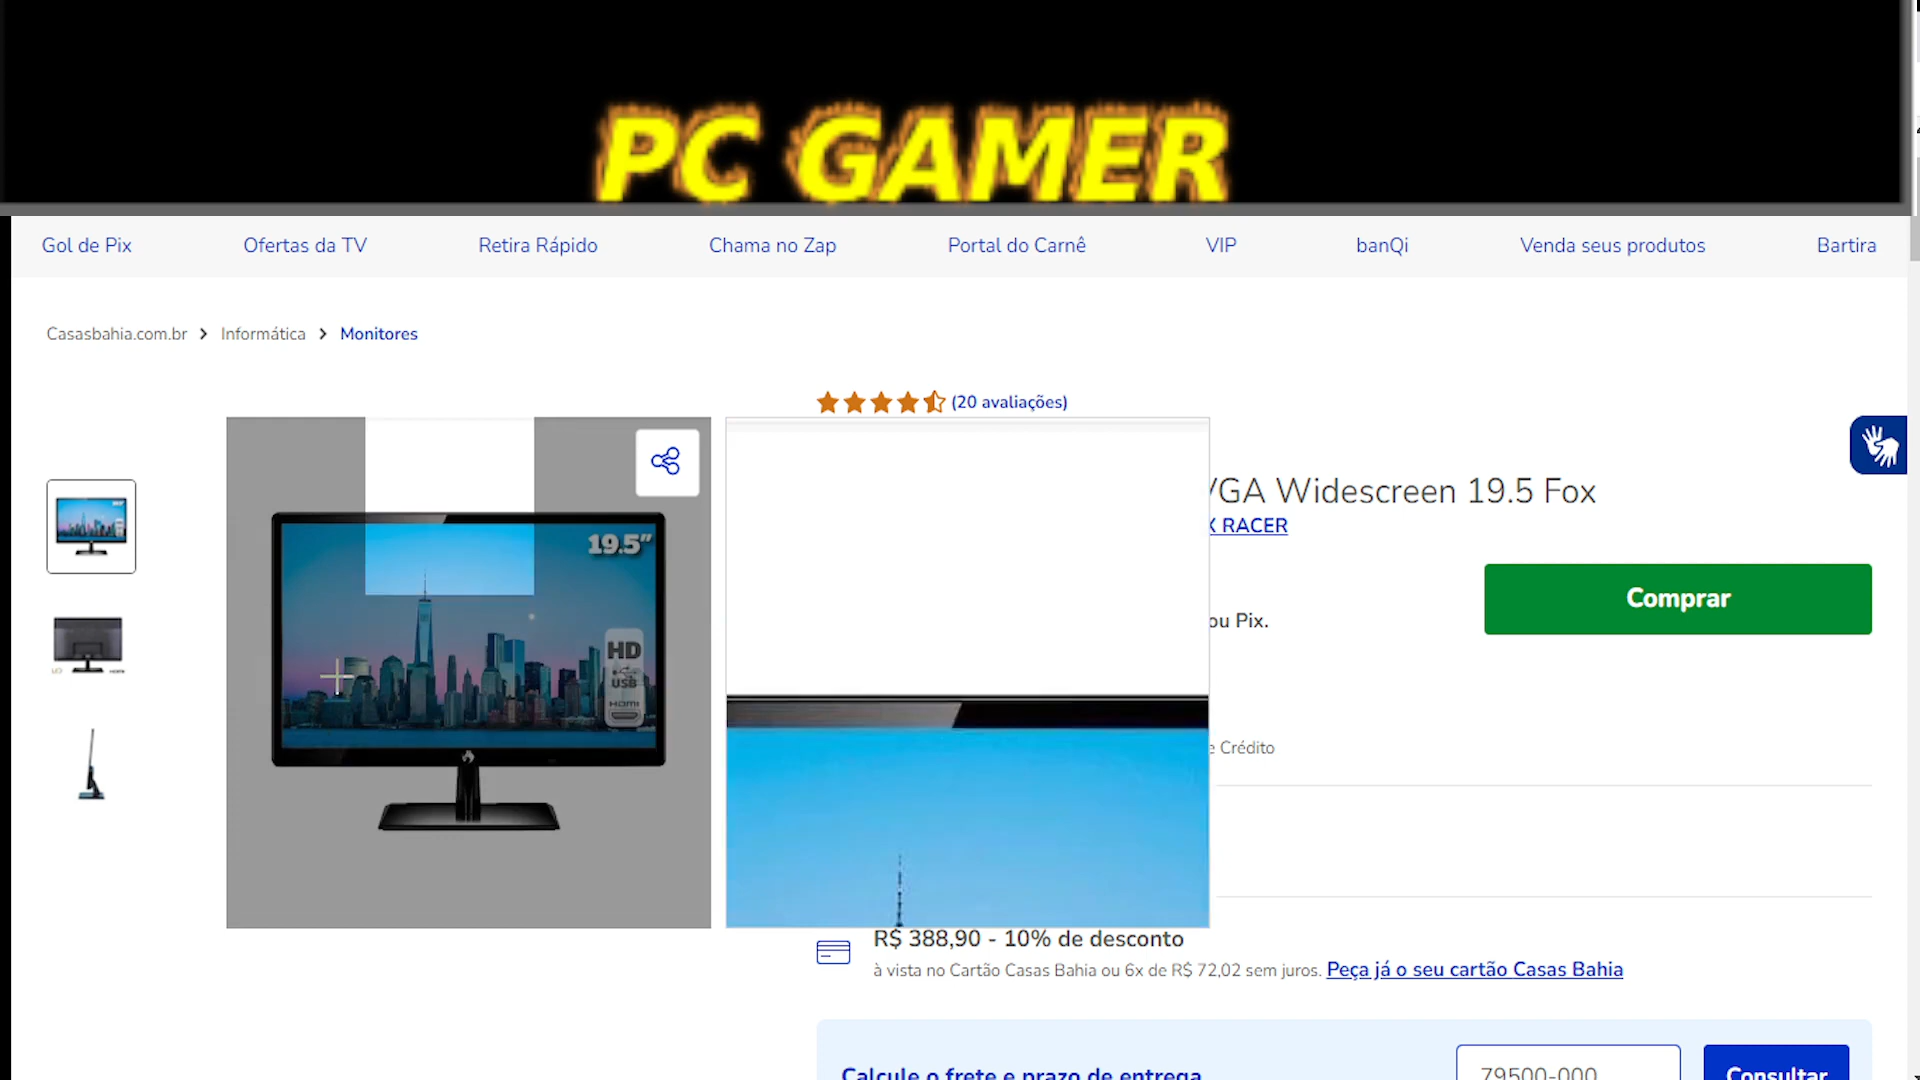 PC GAMER
Gol de Pix Ofertas da TV Retira Rápido Chama no Zap Portal do Carnê VIP banQi Venda seus produtos Bartira
Casasbahia.com.br > Informática > Monitores
(20 avaliações)
VGA Widescreen 19.5 Fox
X RACER
19.5"
HD
USB
HDMI
Comprar
ou Pix.
e Crédito
R$ 388,90 - 10% de desconto
à vista no Cartão Casas Bahia ou 6x de R$ 72,02 sem juros. Peça já o seu cartão Casas Bahia
Calcule o frete e prazo de entrega
79500-000
Consultar